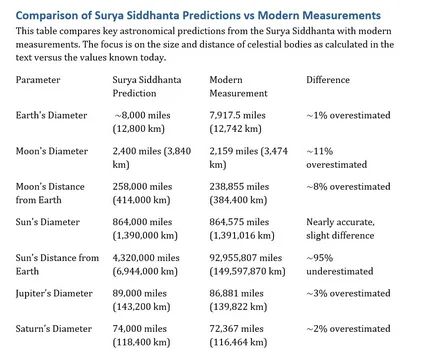 Comparison of Surya Siddhanta Predictions vs Modern Measurements
This table compares key astronomical predictions from the Surya Siddhanta with modern
measurements. The focus is on the size and distance of celestial bodies as calculated in the
text versus the values known today.
Parameter Surya Siddhanta Modern Difference
Prediction Measurement
Earth's Diameter ~8,000 miles 7,917.5 miles ~1% overestimated
(12,800 km) (12,742 km)
Moon's Diameter 2,400 miles (3,840 2,159 miles (3,474 ~11%
km) km) overestimated
Moon's Distance 258,000 miles 238,855 miles ~8% overestimated
from Earth (414,000 km) (384,400 km)
Sun's Diameter 864,000 miles 864,575 miles Nearly accurate,
(1,390,000 km) (1,391,016 km) slight difference
Sun's Distance from 4,320,000 miles 92,955,807 miles ~95%
Earth (6,944,000 km) (149,597,870 km) underestimated
Jupiter's Diameter 89,000 miles 86,881 miles ~3% overestimated
(143,200 km) (139,822 km)
Saturn's Diameter 74,000 miles 72,367 miles ~2% overestimated
(118,400 km) (116,464 km)